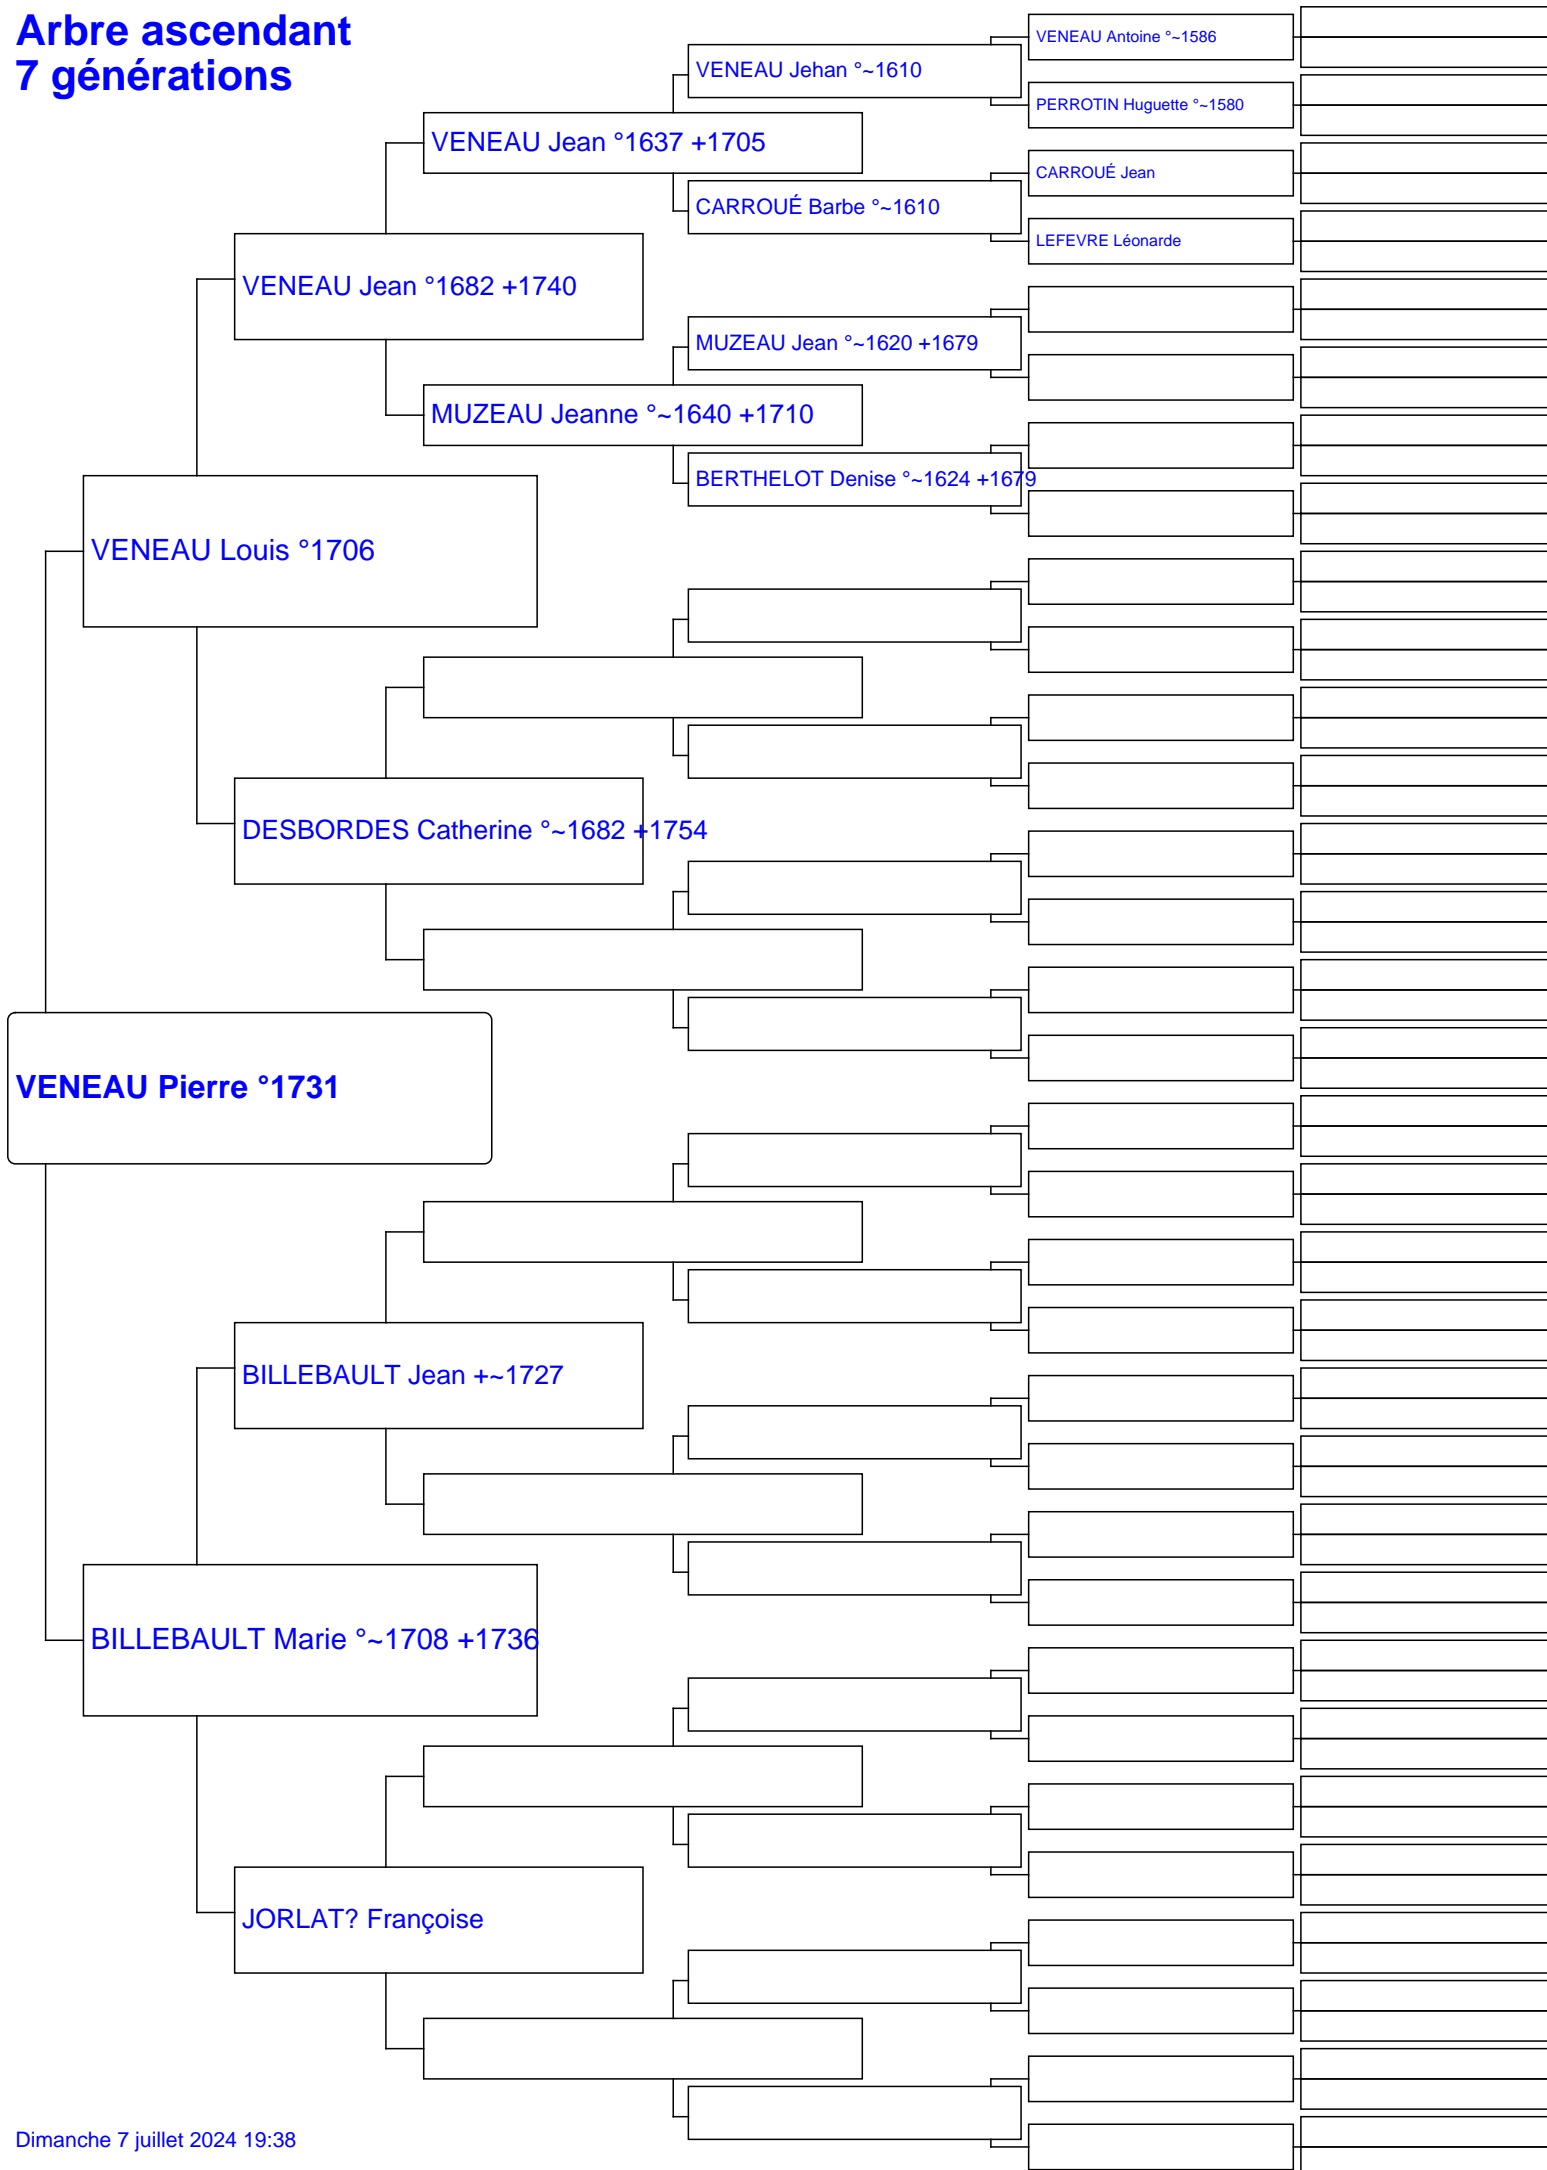 Arbre ascendant
7 générations
VENEAU Antoine °~1586
VENEAU Jehan °~1610
PERROTIN Huguette °~1580
VENEAU Jean °1637 +1705
CARROUÉ Jean
CARROUÉ Barbe °~1610
LEFEVRE Léonarde
VENEAU Jean °1682 +1740
MUZEAU Jean °~1620 +1679
MUZEAU Jeanne °~1640 +1710
BERTHELOT Denise °~1624 +1679
VENEAU Louis °1706
DESBORDES Catherine °~1682 +1754
VENEAU Pierre °1731
BILLEBAULT Jean +~1727
BILLEBAULT Marie °~1708 +1736
JORLAT? Françoise
Dimanche 7 juillet 2024 19:38